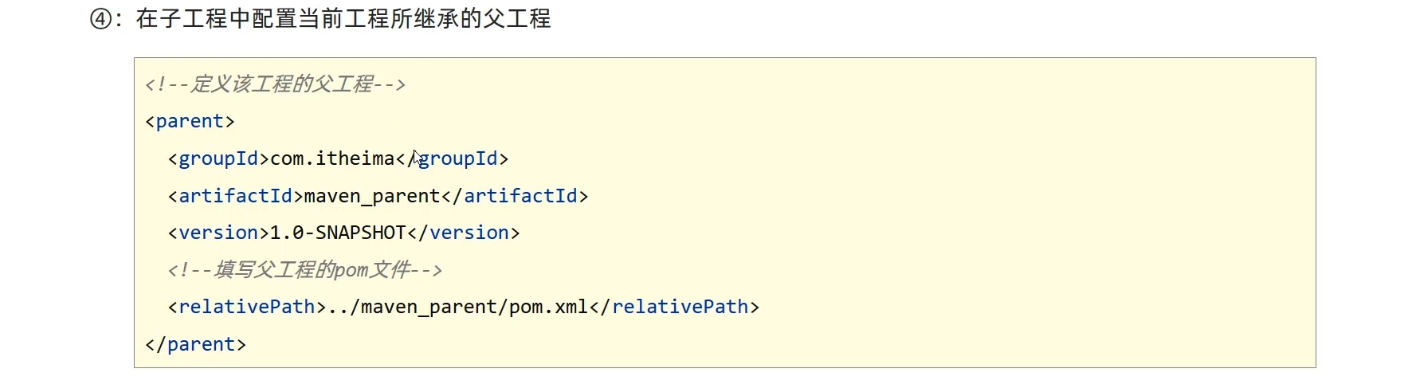 ④：在子工程中配置当前工程所继承的父工程
<!--定义该工程的父工程-->
<parent>
<groupId>com.itheima</groupId>
<artifactId>maven_parent</artifactId>
<version>1.0-SNAPSHOT</version>
<!--填写父工程的pom文件-->
<relativePath>../maven_parent/pom.xml</relativePath>
</parent>